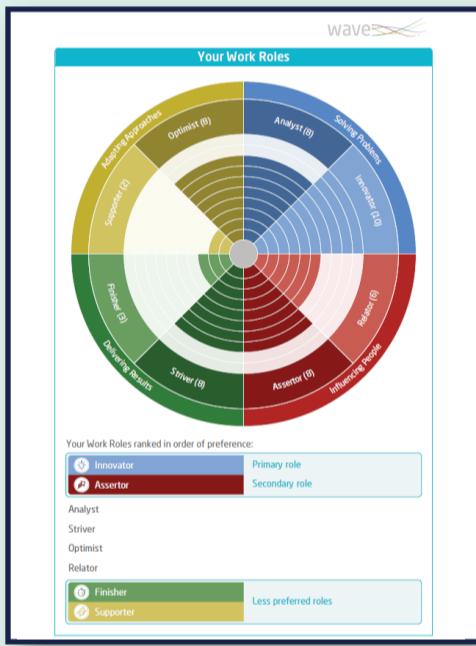 wave
Your Work Roles
Adapting Approaches
Solving Problems
Optimist (8)
Analyst (8)
Supporter (2)
Innovator (10)
Finisher (3)
Relator (6)
Striver (8)
Assertor (8)
Delivering Results
Influencing People
Your Work Roles ranked in order of preference:
Innovator Primary role
Assertor Secondary role
Analyst
Striver
Optimist
Relator
Finisher
Less preferred roles
Supporter